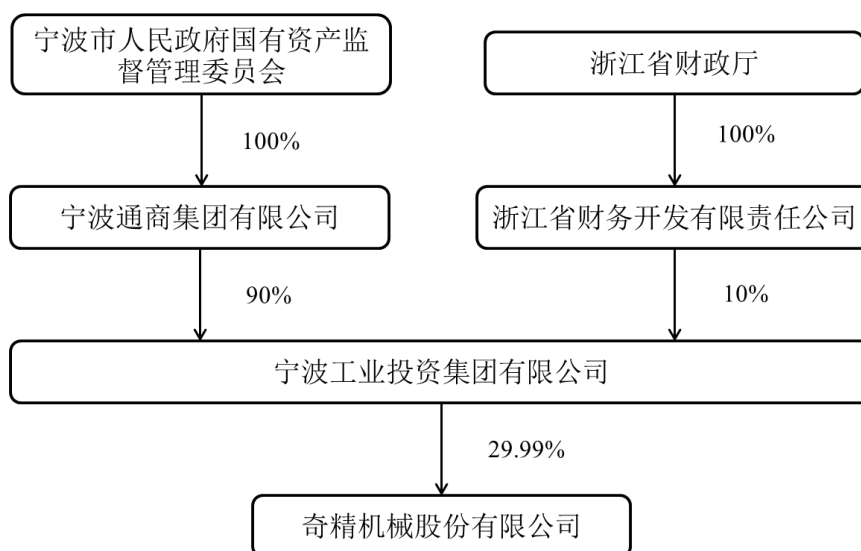 宁波市人民政府国有资产监
督管理委员会
浙江省财政厅
100%
100%
宁波通商集团有限公司
浙江省财务开发有限责任公司
90%
10%
宁波工业投资集团有限公司
29.99%
奇精机械股份有限公司